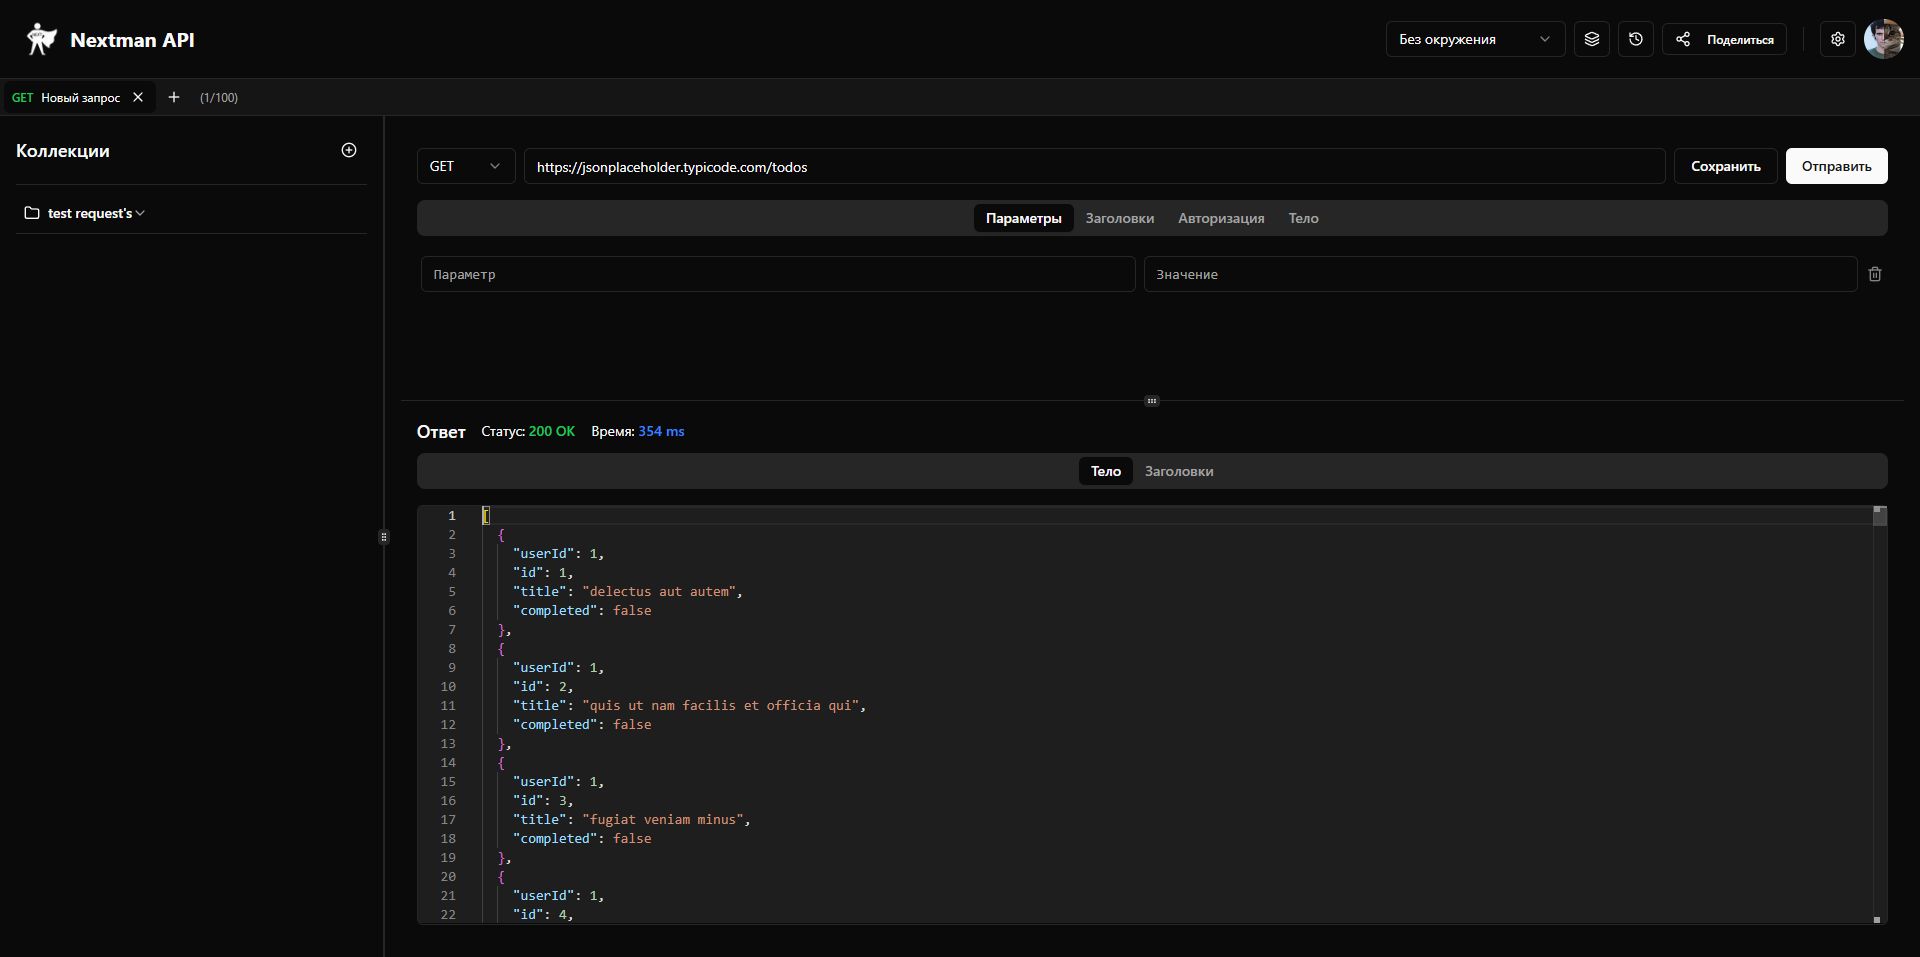 Nextman API
Без окружения
Поделиться
GET Новый запрос
(1/100)
Коллекции
test request's
GET
https://jsonplaceholder.typicode.com/todos
Сохранить
Отправить
Параметры Заголовки Авторизация Тело
Параметр
Значение
Ответ Статус: 200 OK Время: 354 ms
Тело Заголовки
1 [
2 {
3 "userId": 1,
4 "id": 1,
5 "title": "delectus aut autem",
6 "completed": false
7 },
8 {
9 "userId": 1,
10 "id": 2,
11 "title": "quis ut nam facilis et officia qui",
12 "completed": false
13 },
14 {
15 "userId": 1,
16 "id": 3,
17 "title": "fugiat veniam minus",
18 "completed": false
19 },
20 {
21 "userId": 1,
22 "id": 4,